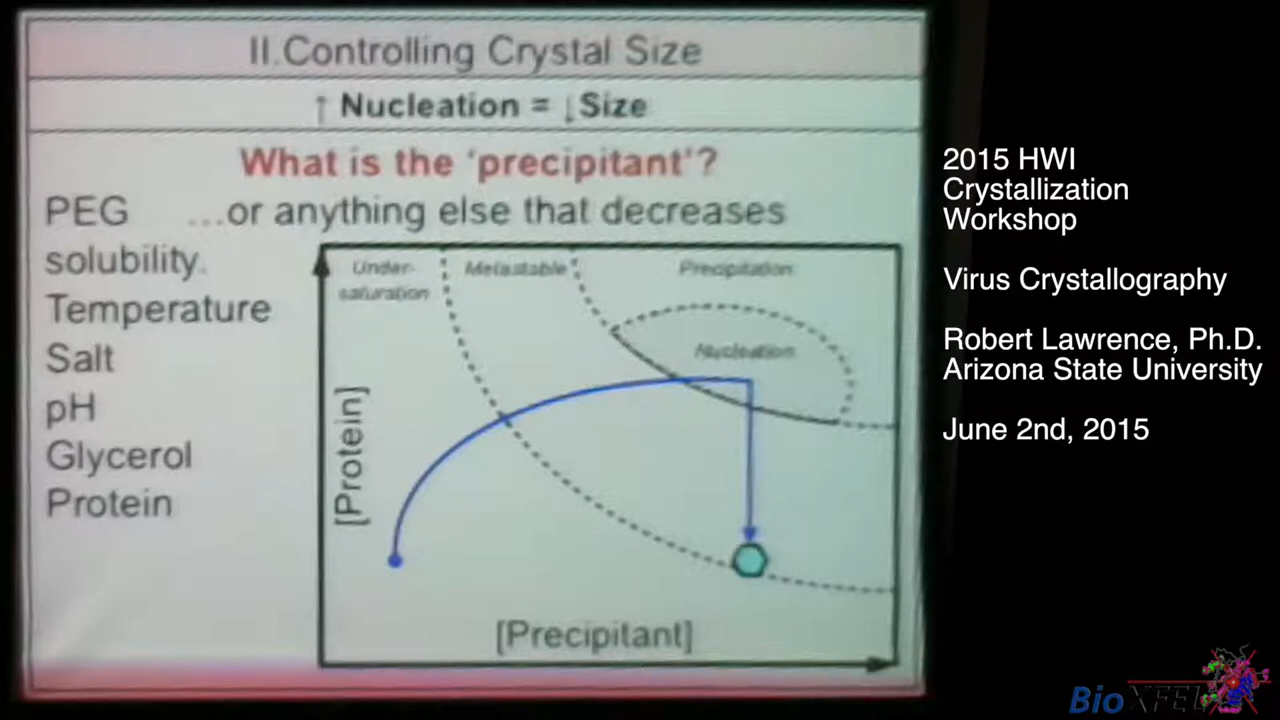 II.Controlling Crystal Size
↑ Nucleation = ↓Size
What is the 'precipitant'?
PEG ...or anything else that decreases
solubility.
Temperature
Salt
pH
Glycerol
Protein
Under-
saturation
Metastable
Precipitation
Nucleation
[Protein]
[Precipitant]
2015 HWI
Crystallization
Workshop
Virus Crystallography
Robert Lawrence, Ph.D.
Arizona State University
June 2nd, 2015
BioXFEL